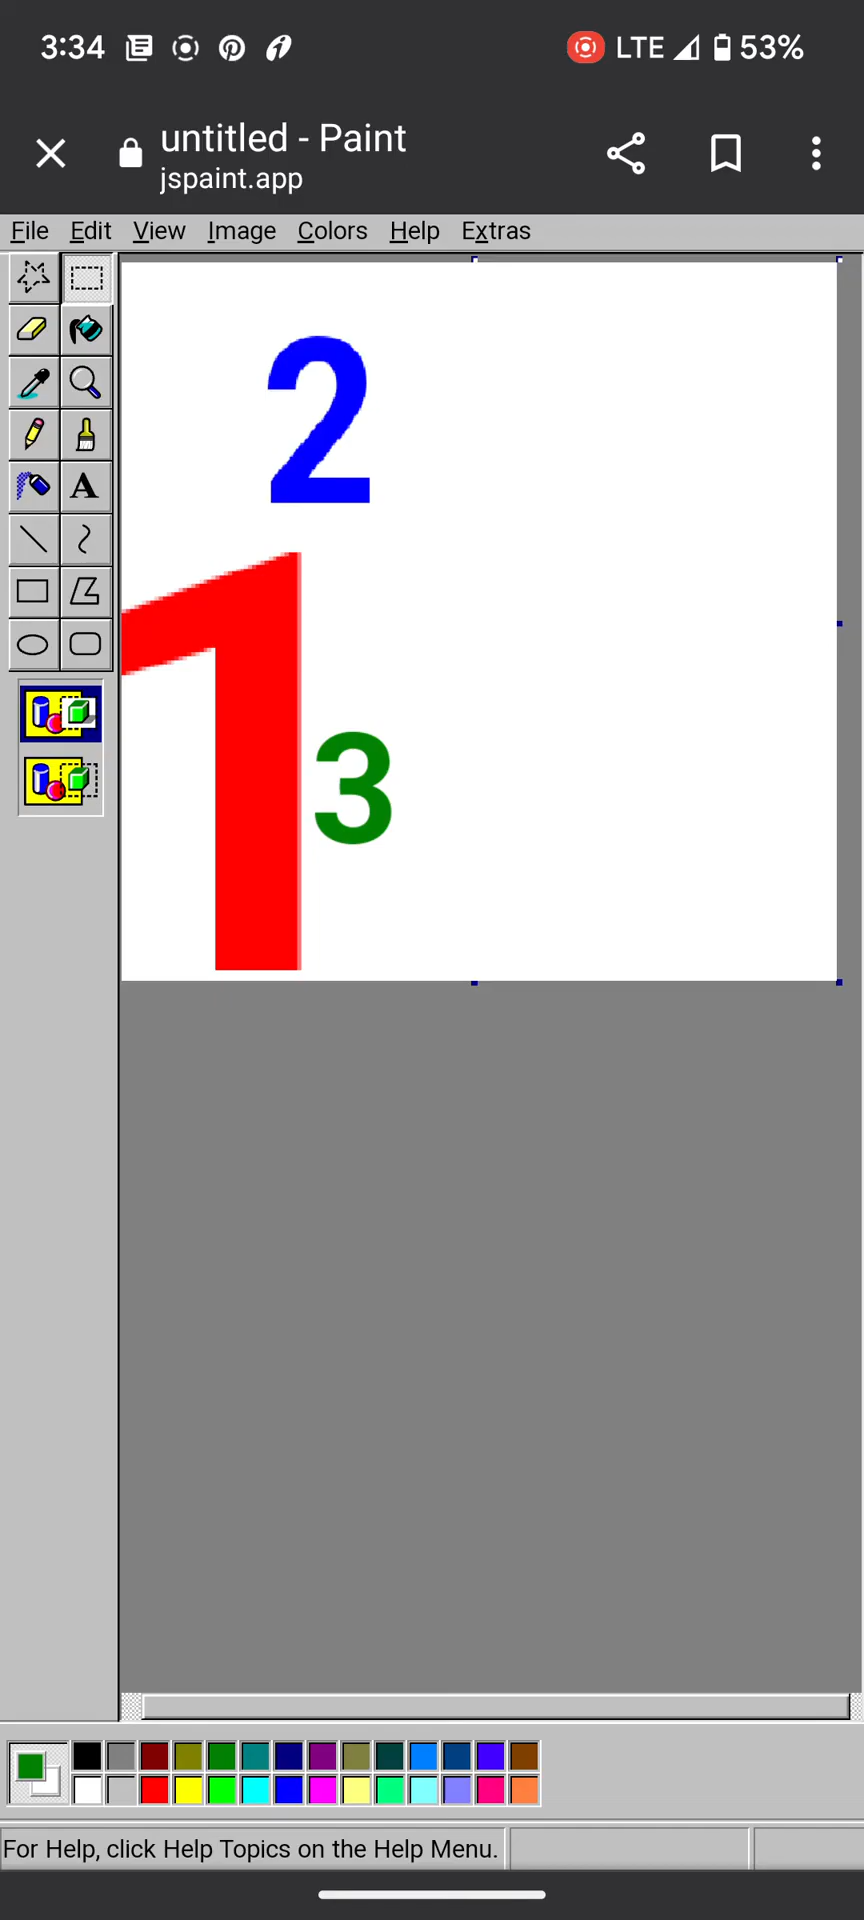 3:34 LTE 53%
untitled - Paint
jspaint.app
File Edit View Image Colors Help Extras
A
2
1
3
For Help, click Help Topics on the Help Menu.